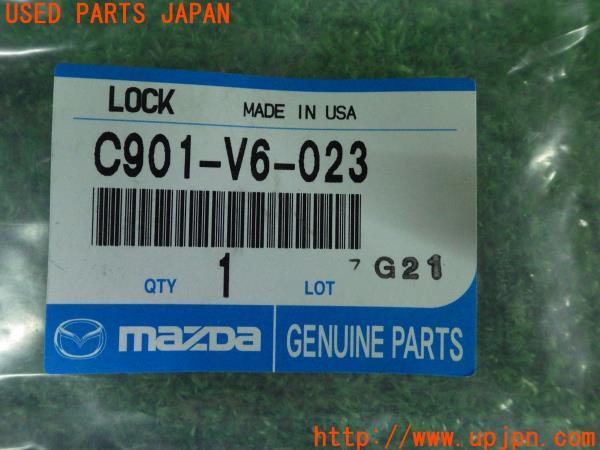 USED PARTS JAPAN
LOCK MADE IN USA
C901-V6-023
QTY 1 LOT 7 G21
mazda GENUINE PARTS
UPJ
http://www.upjpn.com/